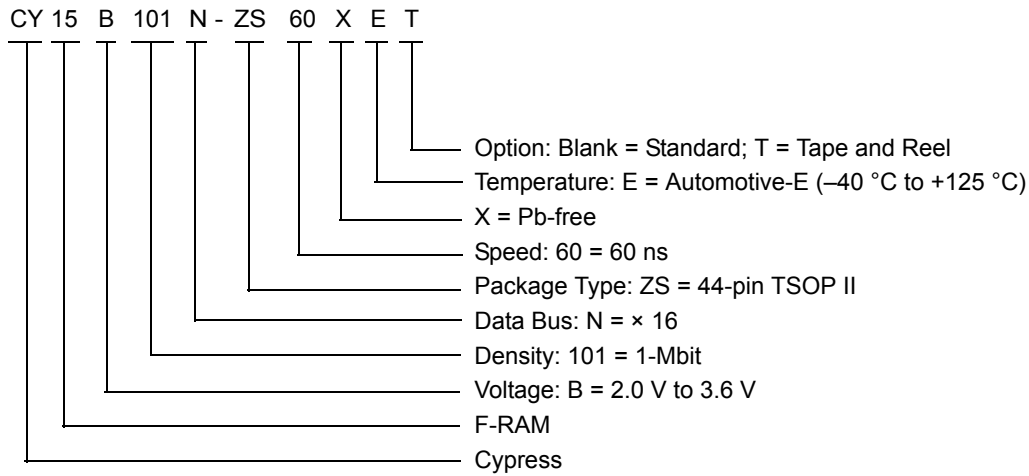 CY 15 B 101 N - ZS 60 X E T
Option: Blank = Standard; T = Tape and Reel
Temperature: E = Automotive-E (–40 °C to +125 °C)
X = Pb-free
Speed: 60 = 60 ns
Package Type: ZS = 44-pin TSOP II
Data Bus: N = × 16
Density: 101 = 1-Mbit
Voltage: B = 2.0 V to 3.6 V
F-RAM
Cypress